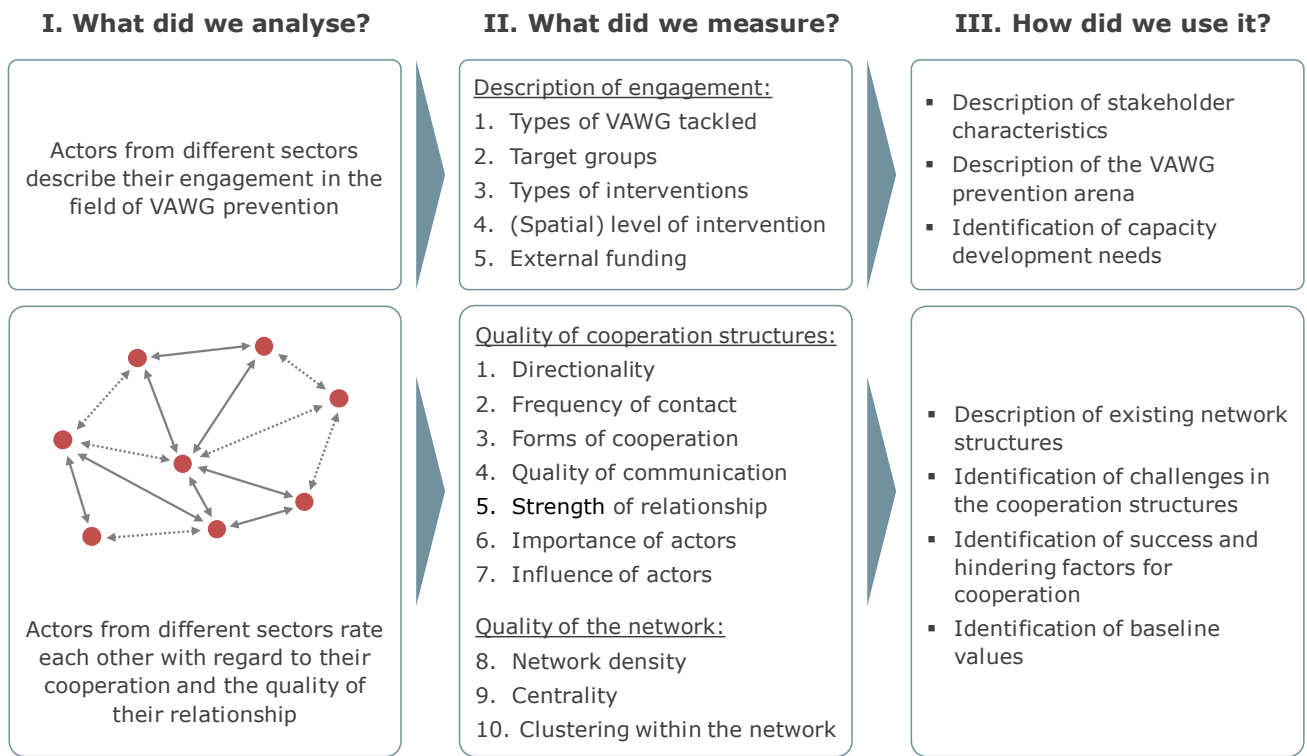 I. What did we analyse?
II. What did we measure?
III. How did we use it?
Actors from different sectors
describe their engagement in the
field of VAWG prevention
Description of engagement:
1. Types of VAWG tackled
2. Target groups
3. Types of interventions
4. (Spatial) level of intervention
5. External funding
▪ Description of stakeholder
characteristics
▪ Description of the VAWG
prevention arena
▪ Identification of capacity
development needs
Actors from different sectors rate
each other with regard to their
cooperation and the quality of
their relationship
Quality of cooperation structures:
1. Directionality
2. Frequency of contact
3. Forms of cooperation
4. Quality of communication
5. Strength of relationship
6. Importance of actors
7. Influence of actors
Quality of the network:
8. Network density
9. Centrality
10. Clustering within the network
▪ Description of existing network
structures
▪ Identification of challenges in
the cooperation structures
▪ Identification of success and
hindering factors for
cooperation
▪ Identification of baseline
values